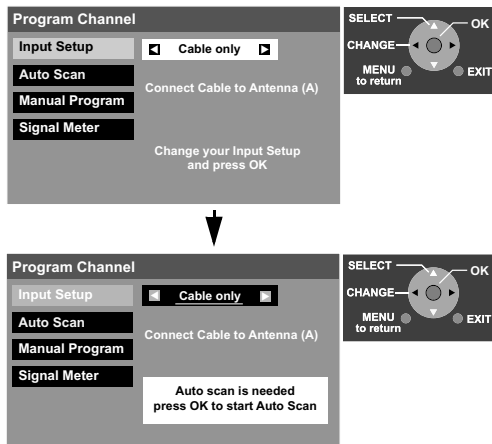 Program Channel
Input Setup
Cable only
Auto Scan
Connect Cable to Antenna (A)
Manual Program
Signal Meter
Change your Input Setup
and press OK
SELECT
OK
CHANGE
MENU
to return
EXIT
Program Channel
Input Setup
Cable only
Auto Scan
Connect Cable to Antenna (A)
Manual Program
Signal Meter
Auto scan is needed
press OK to start Auto Scan
SELECT
OK
CHANGE
MENU
to return
EXIT